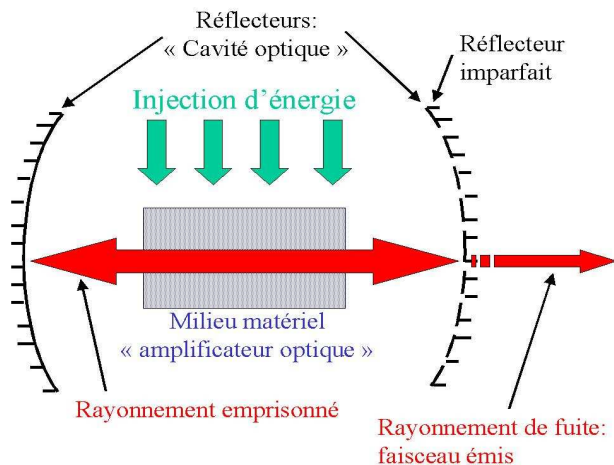 Réflecteurs:
« Cavité optique »
Réflecteur
imparfait
Injection d'énergie
Milieu matériel
« amplificateur optique »
Rayonnement emprisonné
Rayonnement de fuite:
faisceau émis